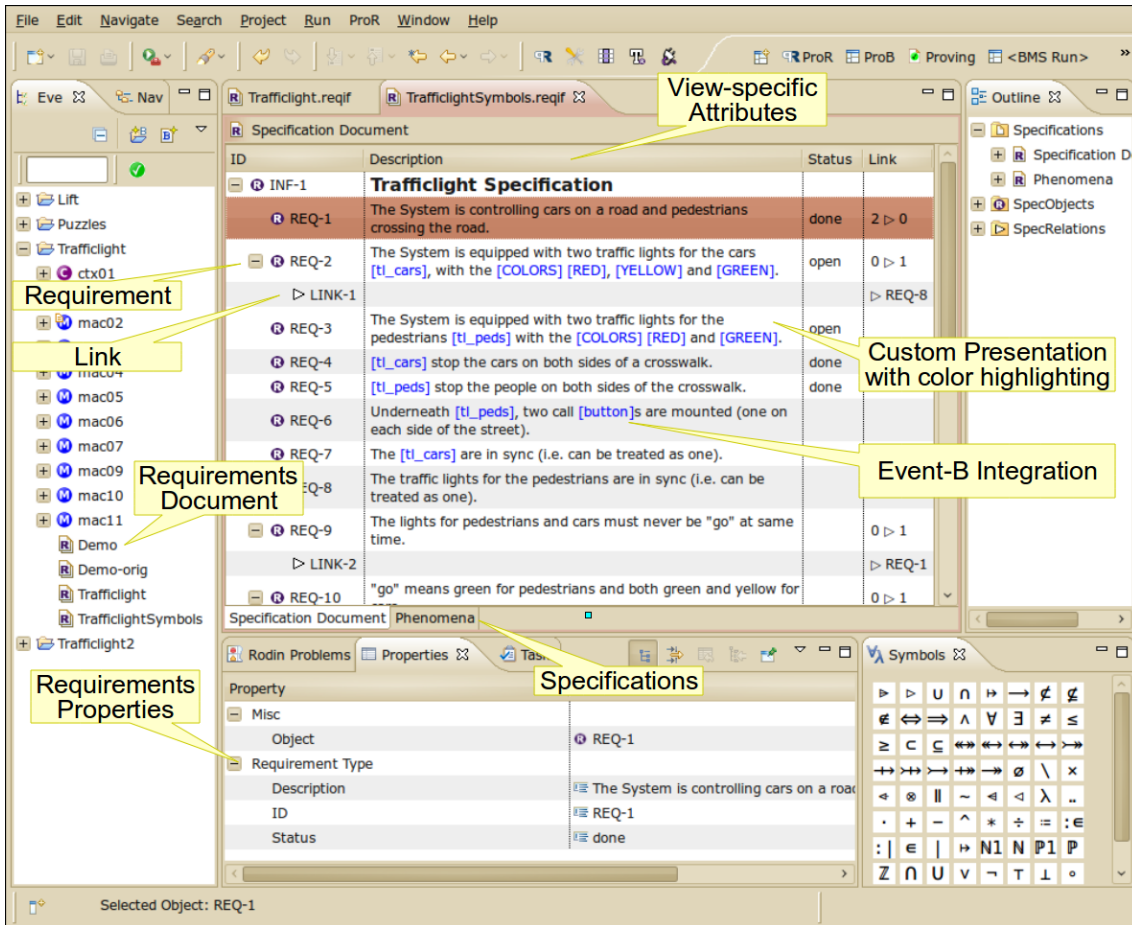 File Edit Navigate Search Project Run ProR Window Help
ProR ProB Proving <BMS Run> »
Eve Nav
Trafficlight.reqif TrafficlightSymbols.reqif
Outline
View-specific
Attributes
Specification Document
ID Description Status Link
INF-1 Trafficlight Specification
REQ-1 The System is controlling cars on a road and pedestrians
crossing the road. done 2 ▷ 0
REQ-2 The System is equipped with two traffic lights for the cars
[tl_cars], with the [COLORS] [RED], [YELLOW] and [GREEN]. open 0 ▷ 1
▷ LINK-1 ▷ REQ-8
REQ-3 The System is equipped with two traffic lights for the
pedestrians [tl_peds] with the [COLORS] [RED] and [GREEN]. open
REQ-4 [tl_cars] stop the cars on both sides of a crosswalk. done
REQ-5 [tl_peds] stop the people on both sides of the crosswalk. done
REQ-6 Underneath [tl_peds], two call [button]s are mounted (one on
each side of the street).
REQ-7 The [tl_cars] are in sync (i.e. can be treated as one).
REQ-8 The traffic lights for the pedestrians are in sync (i.e. can be
treated as one).
REQ-9 The lights for pedestrians and cars must never be "go" at same
time. 0 ▷ 1
▷ LINK-2 ▷ REQ-1
REQ-10 "go" means green for pedestrians and both green and yellow for
0 ▷ 1
Specification Document Phenomena
Lift
Puzzles
Trafficlight
ctx01
Requirement
mac02
Link
mac04
mac05
mac06
mac07
mac09
mac10
mac11
Demo
Demo-orig
Trafficlight
TrafficlightSymbols
Trafficlight2
Requirements
Document
Custom Presentation
with color highlighting
Event-B Integration
Specifications
Specification D
Phenomena
SpecObjects
SpecRelations
Rodin Problems Properties Tas
Specifications
Requirements
Properties
Property
Misc
Object REQ-1
Requirement Type
Description The System is controlling cars on a road
ID REQ-1
Status done
Symbols
⩥ ▷ ∪ ∩ ↦ → ⊄ ⊈
∉ ⇔ ⇒ ∧ ∀ ∃ ≠ ≤
≥ ⊂ ⊆
∅ \ ×
⊗ ∥ ∼ ⩤ ◁ λ ‥
· + − ^ ∗ ÷ ≔ :∈
:∣ ∈ ∣ ↦ ℕ1 ℕ ℙ1 ℙ
ℤ ⋂ ⋃ ∨ ¬ ⊤ ⊥ ∘
Selected Object: REQ-1